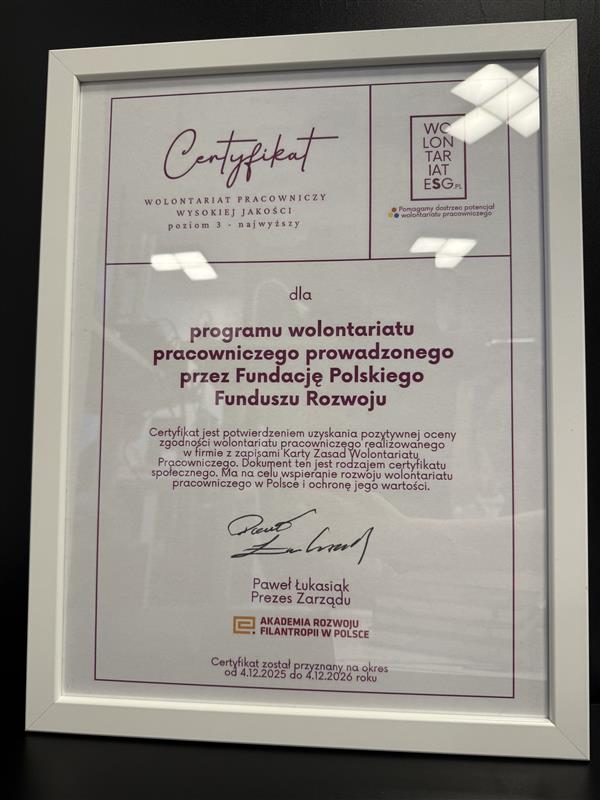 Certyfikat
WOLONTARIAT PRACOWNICZY
WYSOKIEJ JAKOŚCI
poziom 3 - najwyższy
WO
LON
TAR
IAT
ESG.PL
Pomagamy dostrzec potencjał
wolontariatu pracowniczego
dla
programu wolontariatu
pracowniczego prowadzonego
przez Fundację Polskiego
Funduszu Rozwoju
Certyfikat jest potwierdzeniem uzyskania pozytywnej oceny
zgodności wolontariatu pracowniczego realizowanego
w firmie z zapisami Karty Zasad Wolontariatu
Pracowniczego. Dokument ten jest rodzajem certyfikatu
społecznego. Ma na celu wspieranie rozwoju wolontariatu
pracowniczego w Polsce i ochronę jego wartości.
Paweł Łukasiak
Prezes Zarządu
AKADEMIA ROZWOJU
FILANTROPII W POLSCE
Certyfikat został przyznany na okres
od 4.12.2025 do 4.12.2026 roku